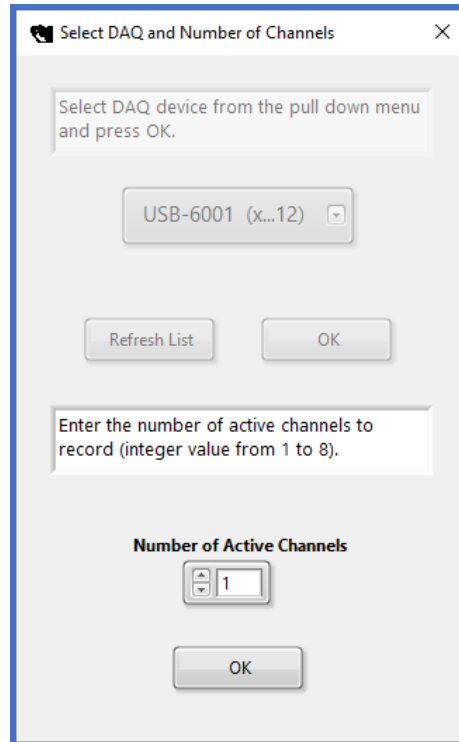 Select DAQ and Number of Channels
Select DAQ device from the pull down menu
and press OK.
USB-6001 (x...12)
Refresh List
OK
Enter the number of active channels to
record (integer value from 1 to 8).
Number of Active Channels
1
OK